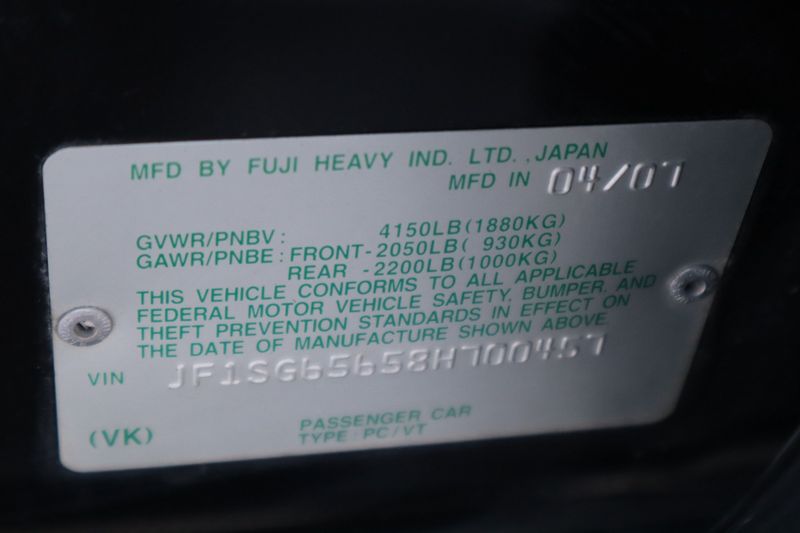 MFD BY FUJI HEAVY IND. LTD., JAPAN
MFD IN 04/07
GVWR/PNBV: 4150LB(1880KG)
GAWR/PNBE: FRONT-2050LB( 930KG)
REAR -2200LB(1000KG)
THIS VEHICLE CONFORMS TO ALL APPLICABLE
FEDERAL MOTOR VEHICLE SAFETY, BUMPER, AND
THEFT PREVENTION STANDARDS IN EFFECT ON
THE DATE OF MANUFACTURE SHOWN ABOVE
VIN JF1SG65658H700457
PASSENGER CAR
(VK) TYPE: PC/VT